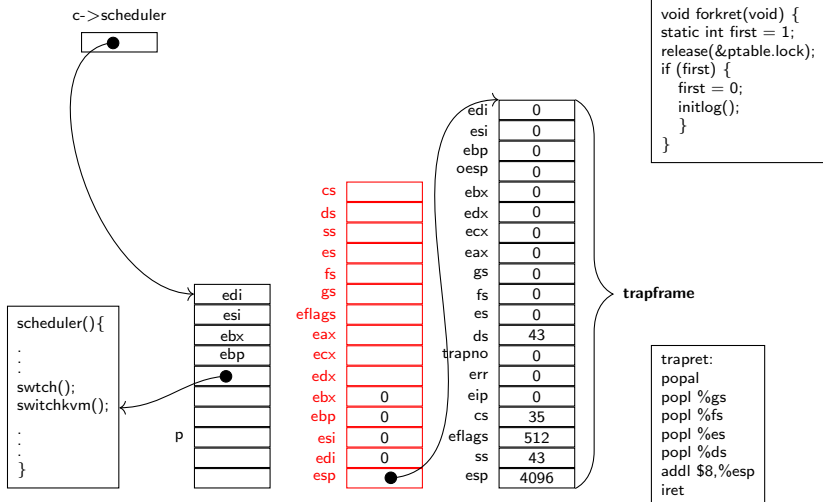 c->scheduler
void forkret(void) {
static int first = 1;
release(&ptable.lock);
if (first) {
first = 0;
initlog();
}
}
edi 0
esi 0
ebp 0
oesp 0
ebx 0
edx 0
ecx 0
eax 0
gs 0
fs 0
es 0
ds 43
trapno 0
err 0
eip 0
cs 35
eflags 512
ss 43
esp 4096
trapframe
cs
ds
ss
es
fs
gs
eflags
eax
ecx
edx
ebx 0
ebp 0
esi 0
edi 0
esp
edi
esi
ebx
ebp
p
scheduler(){
.
.
.
swtch();
switchkvm();
.
.
.
}
trapret:
popal
popl %gs
popl %fs
popl %es
popl %ds
addl $8,%esp
iret